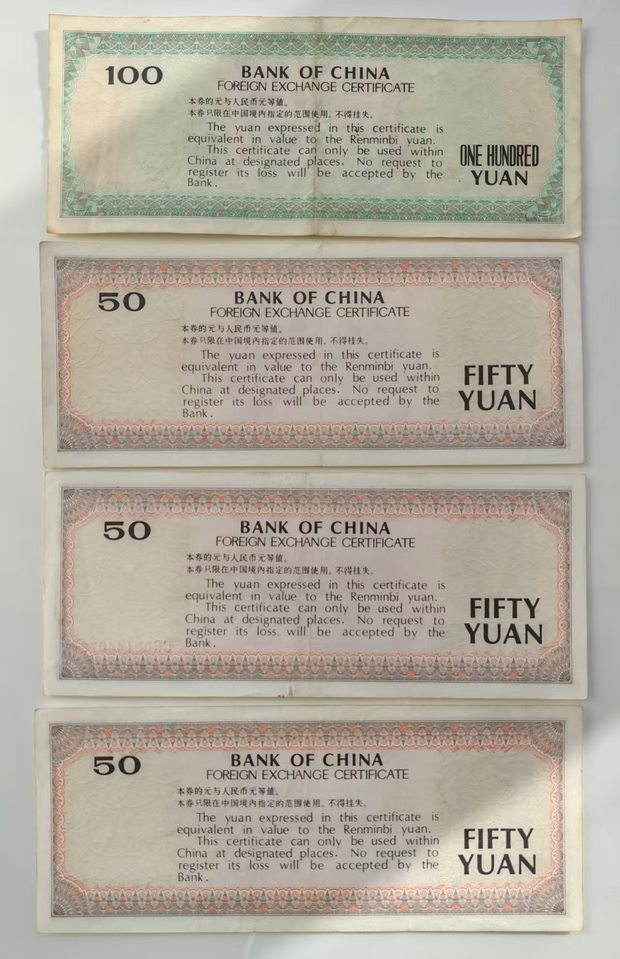 100
BANK OF CHINA
FOREIGN EXCHANGE CERTIFICATE
本券的元与人民币元等值。
本券只限在中国境内指定的范围使用，不得挂失。
The yuan expressed in this certificate is
equivalent in value to the Renminbi yuan.
This certificate can only be used within
China at designated places. No request to
register its loss will be accepted by the
Bank.
ONE HUNDRED
YUAN
50
BANK OF CHINA
FOREIGN EXCHANGE CERTIFICATE
本券的元与人民币元等值。
本券只限在中国境内指定的范围使用，不得挂失。
The yuan expressed in this certificate is
equivalent in value to the Renminbi yuan.
This certificate can only be used within
China at designated places. No request to
register its loss will be accepted by the
Bank.
FIFTY
YUAN
50
BANK OF CHINA
FOREIGN EXCHANGE CERTIFICATE
本券的元与人民币元等值。
本券只限在中国境内指定的范围使用，不得挂失。
The yuan expressed in this certificate is
equivalent in value to the Renminbi yuan.
This certificate can only be used within
China at designated places. No request to
register its loss will be accepted by the
Bank.
FIFTY
YUAN
50
BANK OF CHINA
FOREIGN EXCHANGE CERTIFICATE
本券的元与人民币元等值。
本券只限在中国境内指定的范围使用，不得挂失。
The yuan expressed in this certificate is
equivalent in value to the Renminbi yuan.
This certificate can only be used within
China at designated places. No request to
register its loss will be accepted by the
Bank.
FIFTY
YUAN